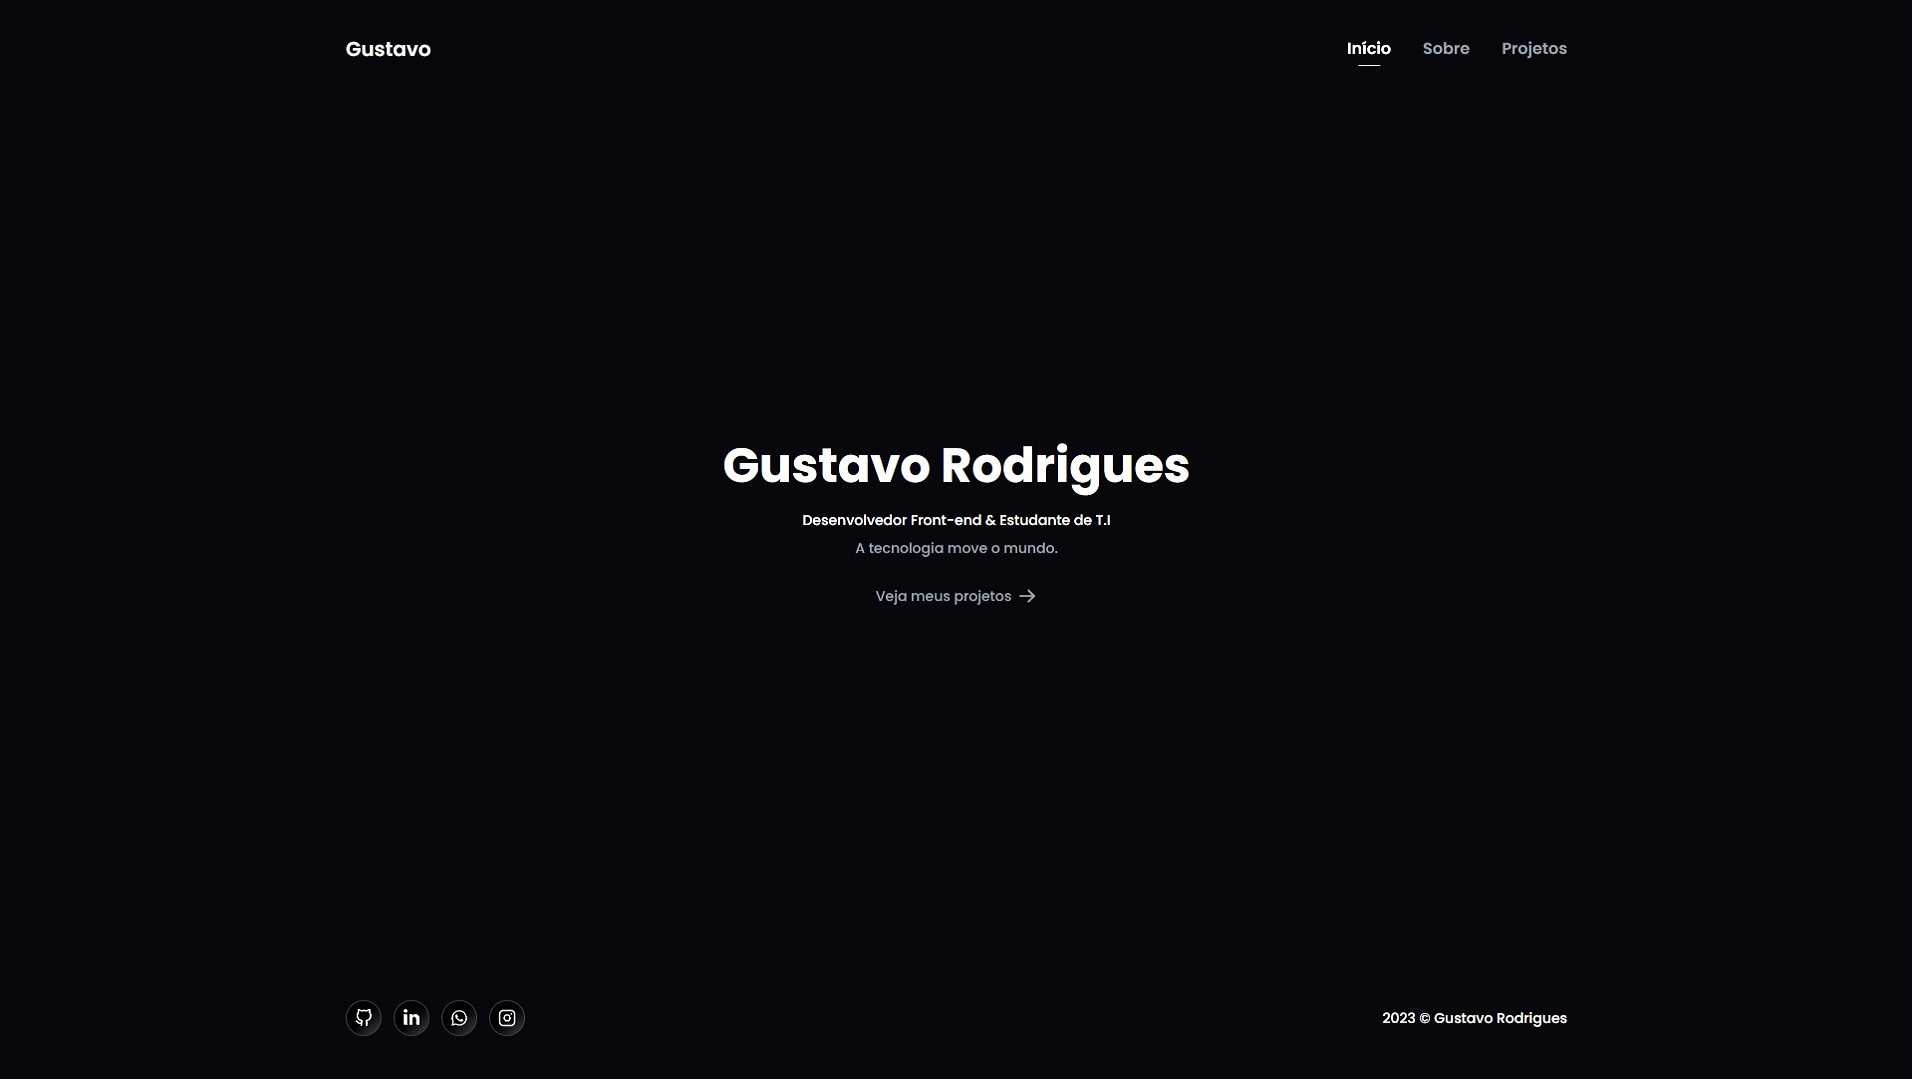 Gustavo
Início Sobre Projetos
Gustavo Rodrigues
Desenvolvedor Front-end & Estudante de T.I
A tecnologia move o mundo.
Veja meus projetos
in
2023 © Gustavo Rodrigues